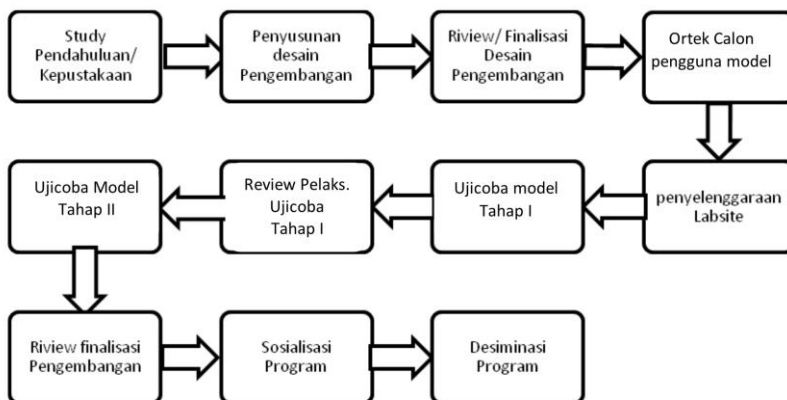 Study
Pendahuluan/
Kepustakaan
Penyusunan
desain
Pengembangan
Riview/ Finalisasi
Desain
Pengembangan
Ortek Calon
pengguna model
penyelenggaraan
Labsite
Ujicoba model
Tahap I
Review Pelaks.
Ujicoba
Tahap I
Ujicoba Model
Tahap II
Riview finalisasi
Pengembangan
Sosialisasi
Program
Desiminasi
Program